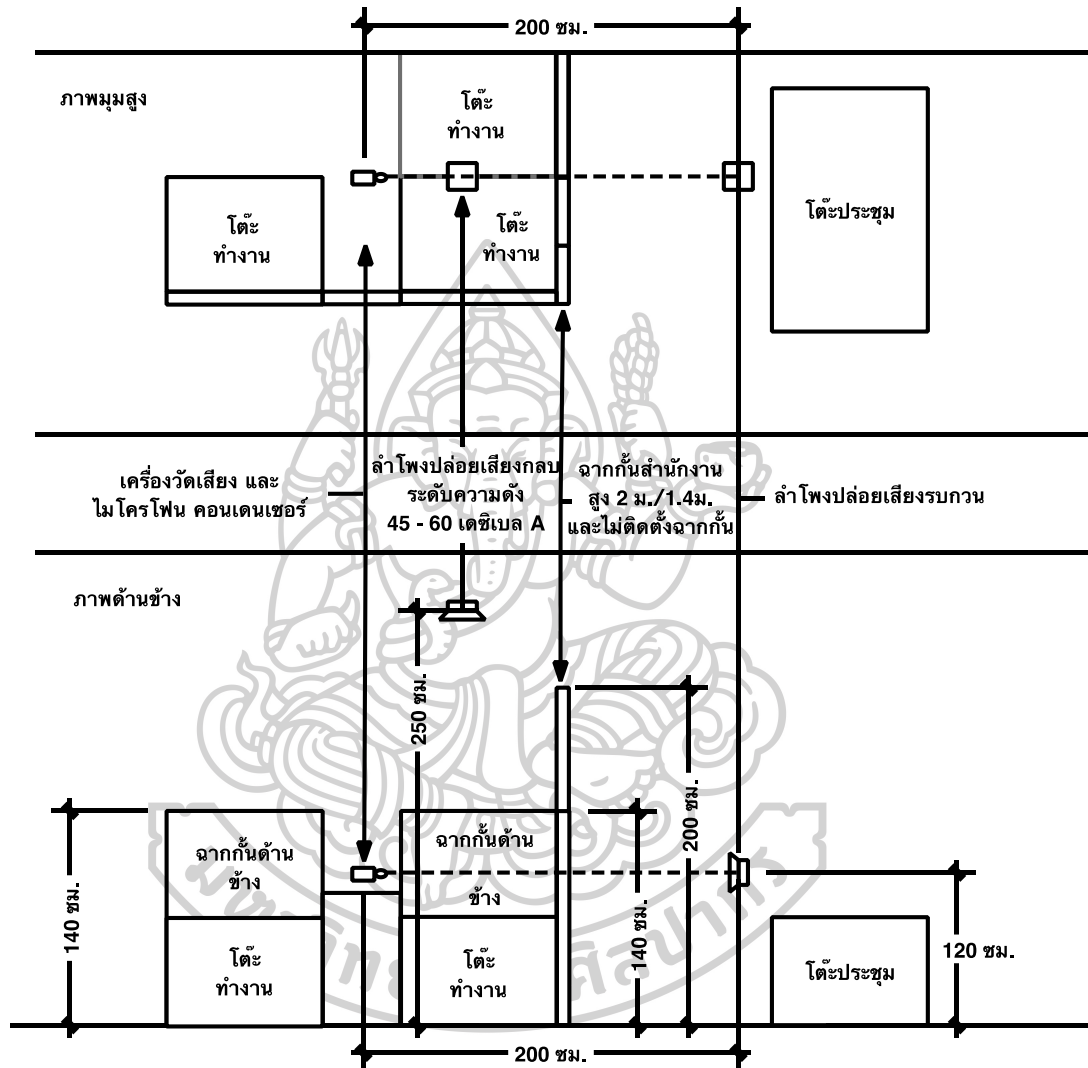 200 ซม.
ภาพมุมสูง
โต๊ะ
ทำงาน
โต๊ะ
ทำงาน
โต๊ะ
ทำงาน
โต๊ะประชุม
เครื่องวัดเสียง และ
ไมโครโฟน คอนเดนเซอร์
ลำโพงปล่อยเสียงกลบ
ระดับความดัง
45 - 60 เดซิเบล A
ฉากกั้นสำนักงาน
สูง 2 ม./1.4ม.
และไม่ติดตั้งฉากกั้น
ลำโพงปล่อยเสียงรบกวน
ภาพด้านข้าง
250 ซม.
200 ซม.
140 ซม.
ฉากกั้นด้าน
ข้าง
โต๊ะ
ทำงาน
ฉากกั้นด้าน
ข้าง
โต๊ะ
ทำงาน
140 ซม.
โต๊ะประชุม
120 ซม.
200 ซม.